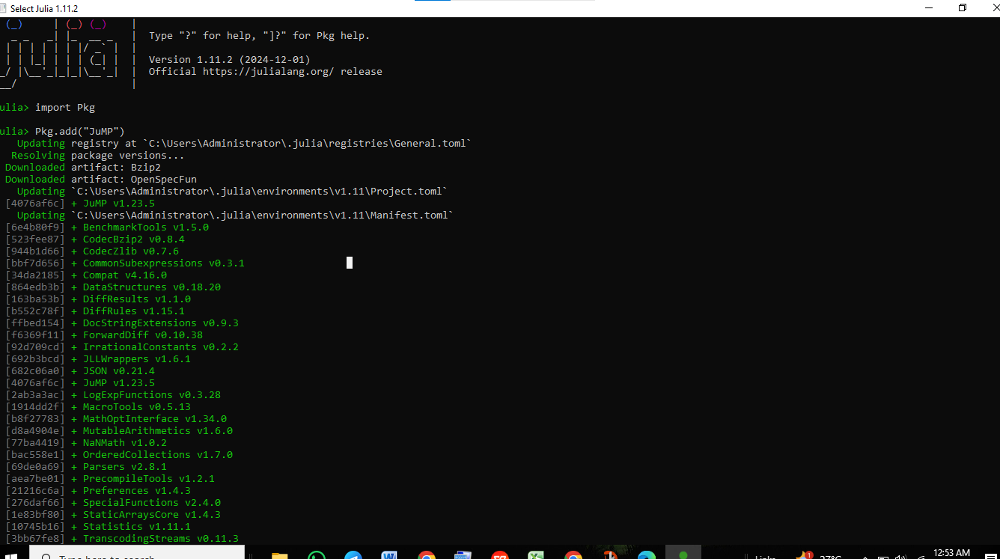 Select Julia 1.11.2
Type "?" for help, "]?" for Pkg help.
Version 1.11.2 (2024-12-01)
Official https://julialang.org/ release
ulia> import Pkg
ulia> Pkg.add("JuMP")
Updating registry at `C:\Users\Administrator\.julia\registries\General.toml`
Resolving package versions...
Downloaded artifact: Bzip2
Downloaded artifact: OpenSpecFun
Updating `C:\Users\Administrator\.julia\environments\v1.11\Project.toml`
[4076af6c] + JuMP v1.23.5
Updating `C:\Users\Administrator\.julia\environments\v1.11\Manifest.toml`
[6e4b80f9] + BenchmarkTools v1.5.0
[523fee87] + CodecBzip2 v0.8.4
[944b1d66] + CodecZlib v0.7.6
[bbf7d656] + CommonSubexpressions v0.3.1
[34da2185] + Compat v4.16.0
[864edb3b] + DataStructures v0.18.20
[163ba53b] + DiffResults v1.1.0
[b552c78f] + DiffRules v1.15.1
[ffbed154] + DocStringExtensions v0.9.3
[f6369f11] + ForwardDiff v0.10.38
[92d709cd] + IrrationalConstants v0.2.2
[692b3bcd] + JLLWrappers v1.6.1
[682c06a0] + JSON v0.21.4
[4076af6c] + JuMP v1.23.5
[2ab3a3ac] + LogExpFunctions v0.3.28
[1914dd2f] + MacroTools v0.5.13
[b8f27783] + MathOptInterface v1.34.0
[d8a4904e] + MutableArithmetics v1.6.0
[77ba4419] + NaNMath v1.0.2
[bac558e1] + OrderedCollections v1.7.0
[69de0a69] + Parsers v2.8.1
[aea7be01] + PrecompileTools v1.2.1
[21216c6a] + Preferences v1.4.3
[276daf66] + SpecialFunctions v2.4.0
[1e83bf80] + StaticArraysCore v1.4.3
[10745b16] + Statistics v1.11.1
[3bb67fe8] + TranscodingStreams v0.11.3
Type here to search
Links
1
27°C
12:53 AM